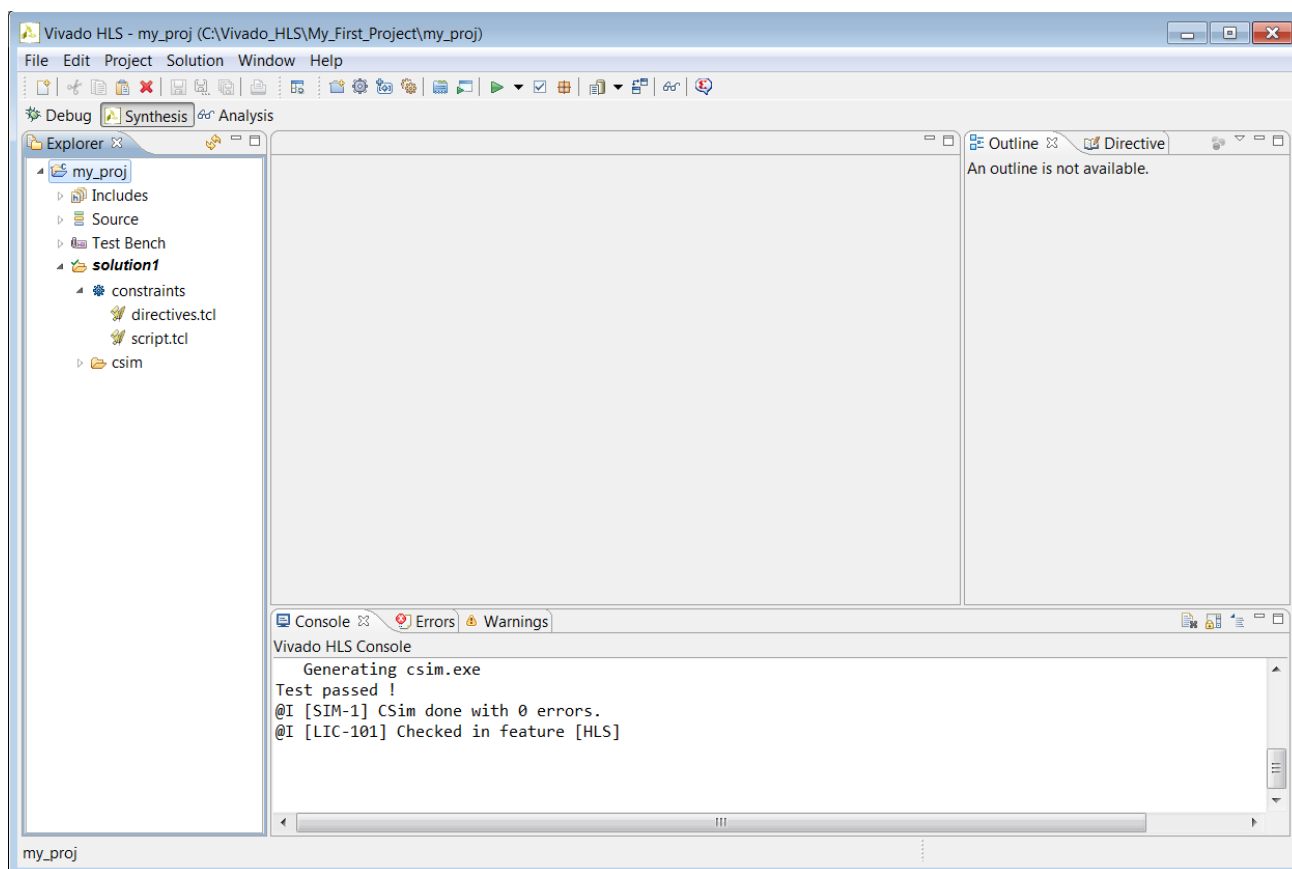 Vivado HLS - my_proj (C:\Vivado_HLS\My_First_Project\my_proj)
File Edit Project Solution Window Help
Debug Synthesis Analysis
Explorer
my_proj
Includes
Source
Test Bench
solution1
constraints
directives.tcl
script.tcl
csim
Outline Directive
An outline is not available.
Console Errors Warnings
Vivado HLS Console
Generating csim.exe
Test passed !
@I [SIM-1] CSim done with 0 errors.
@I [LIC-101] Checked in feature [HLS]
my_proj